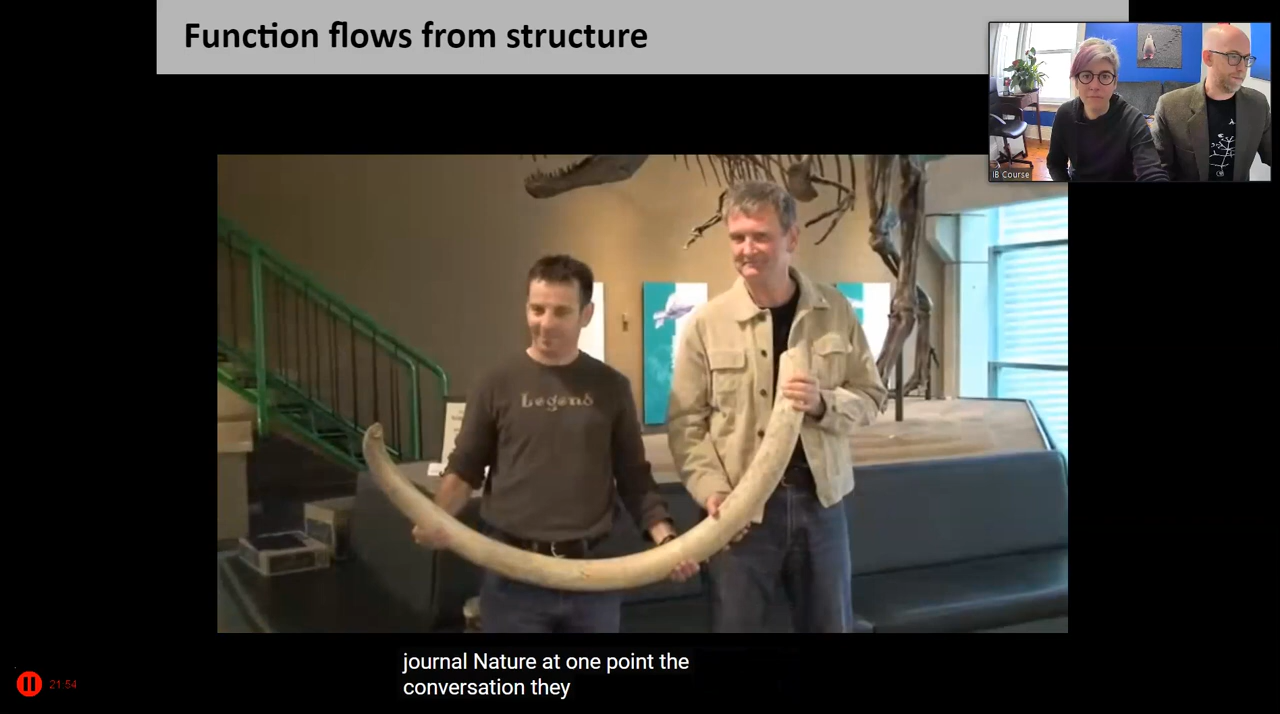 Function flows from structure
IB Course
Legend
journal Nature at one point the
conversation they
21:54